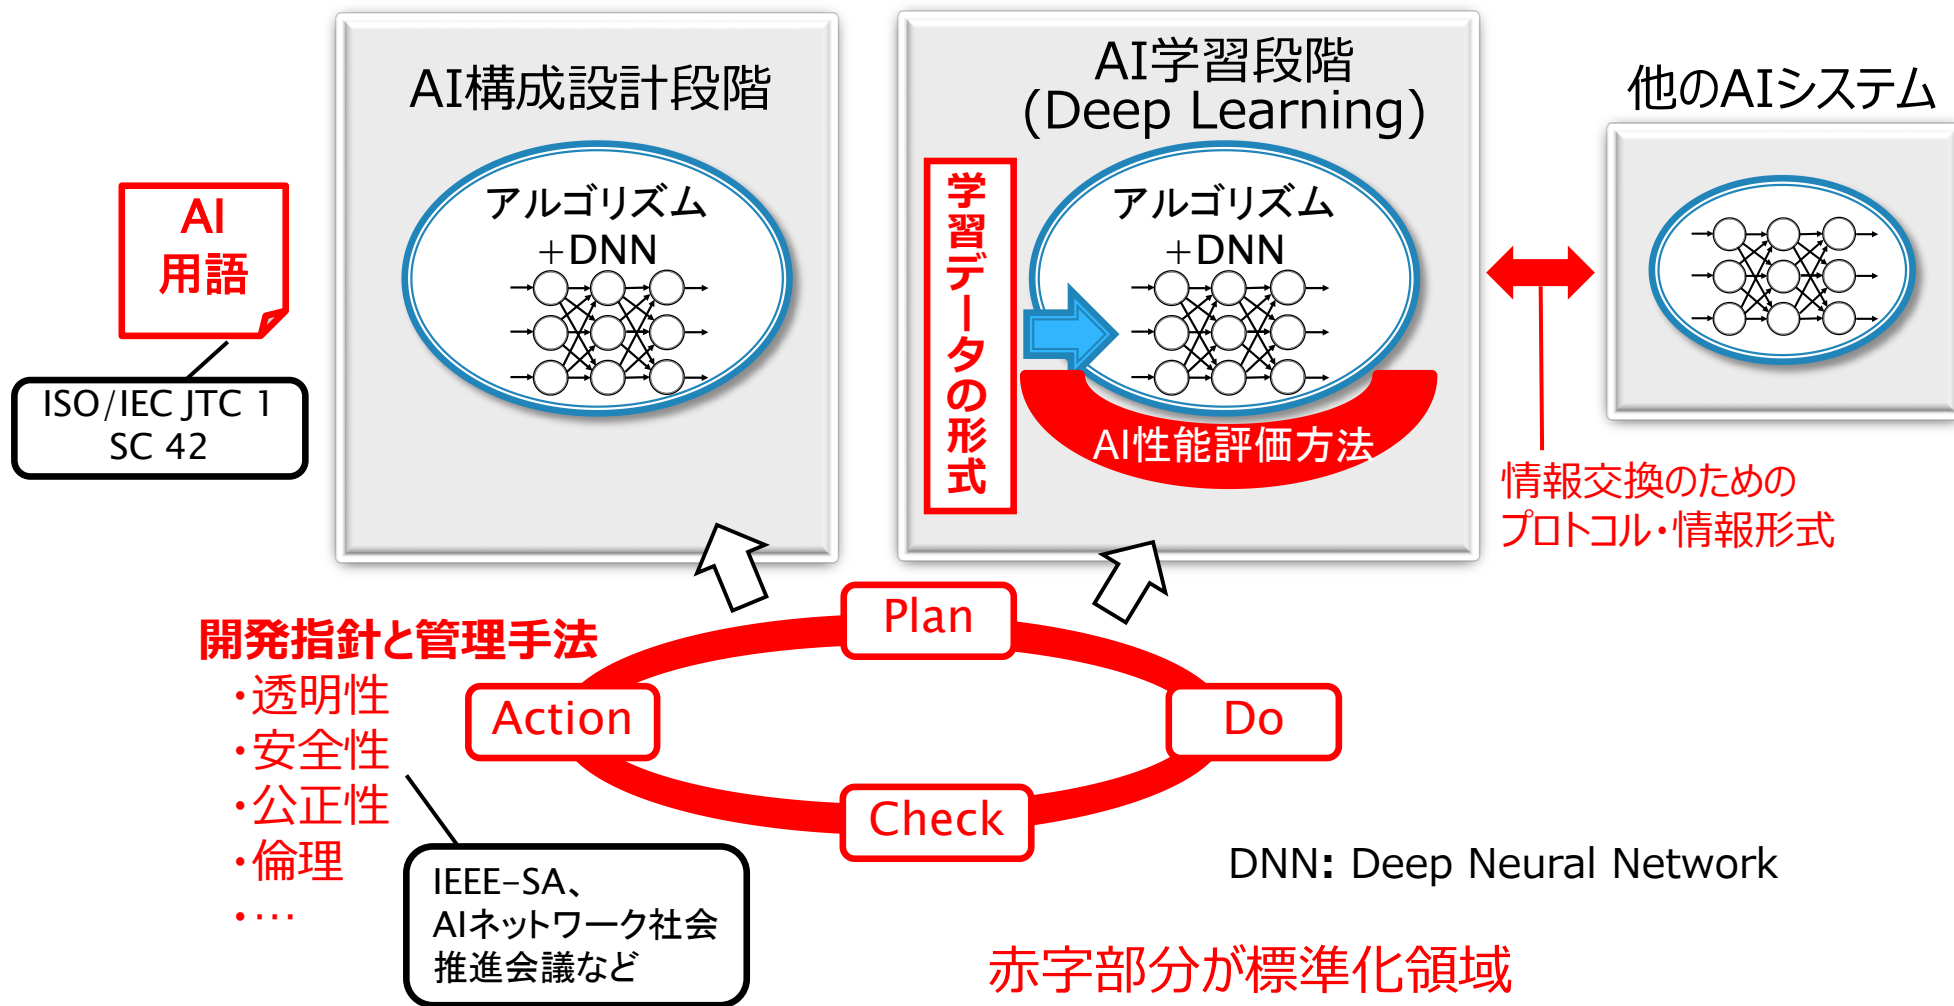 AI構成設計段階
アルゴリズム
+DNN
AI学習段階
(Deep Learning)
学習データの形式
アルゴリズム
+DNN
AI性能評価方法
他のAIシステム
情報交換のための
プロトコル・情報形式
AI
用語
ISO/IEC JTC 1
SC 42
開発指針と管理手法
・透明性
・安全性
・公正性
・倫理
・…
IEEE-SA、
AIネットワーク社会
推進会議など
Plan
Do
Check
Action
DNN: Deep Neural Network
赤字部分が標準化領域